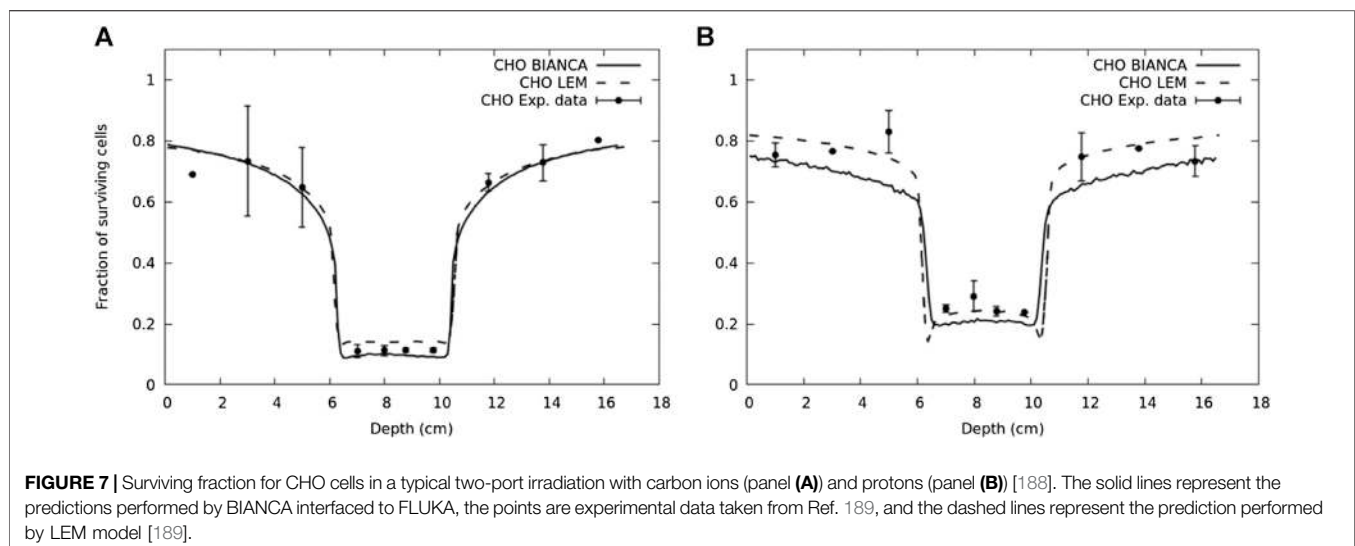 A
CHO BIANCA
CHO LEM
CHO Exp. data
Fraction of surviving cells
1
0.8
0.6
0.4
0.2
0
0 2 4 6 8 10 12 14 16 18
Depth (cm)
B
CHO BIANCA
CHO LEM
CHO Exp. data
1
0.8
0.6
0.4
0.2
0
0 2 4 6 8 10 12 14 16 18
Depth (cm)
FIGURE 7 | Surviving fraction for CHO cells in a typical two-port irradiation with carbon ions (panel (A)) and protons (panel (B)) [188]. The solid lines represent the
predictions performed by BIANCA interfaced to FLUKA, the points are experimental data taken from Ref. 189, and the dashed lines represent the prediction performed
by LEM model [189].